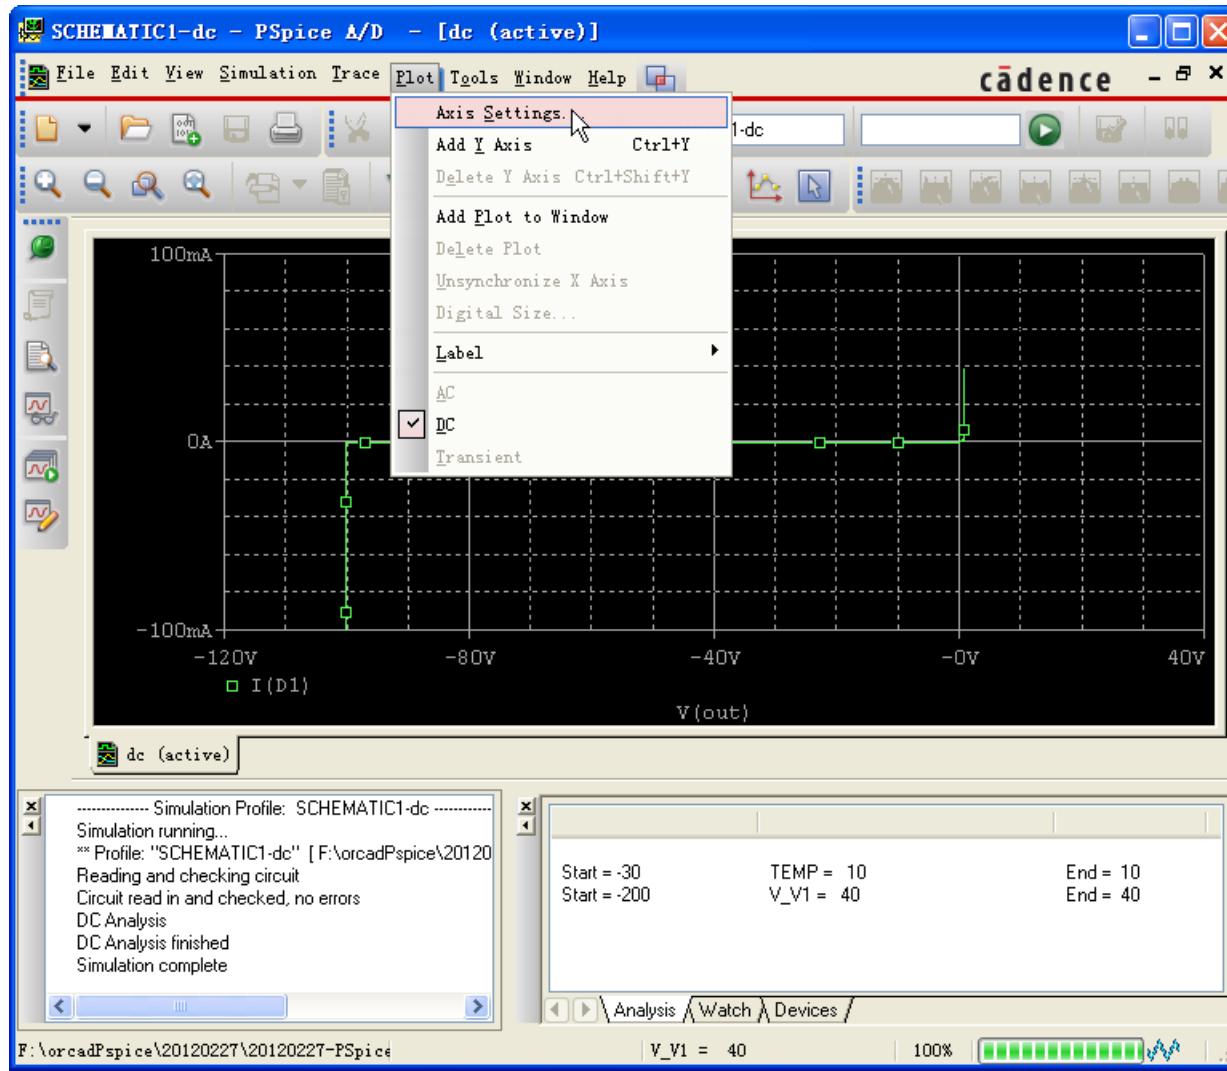 SCHEMATIC1-dc - PSpice A/D - [dc (active)]
File Edit View Simulation Trace Plot Tools Window Help cādence
Axis Settings..
1-dc
Add Y Axis Ctrl+Y
Delete Y Axis Ctrl+Shift+Y
Add Plot to Window
Delete Plot
Unsynchronize X Axis
Digital Size...
Label
AC
DC
Transient
100mA
0A
-100mA
-120V -80V -40V -0V 40V
I(D1)
V(out)
dc (active)
-------------- Simulation Profile: SCHEMATIC1-dc -----------
Simulation running...
** Profile: "SCHEMATIC1-dc" [ F:\orcadPspice\20120
Reading and checking circuit
Circuit read in and checked, no errors
DC Analysis
DC Analysis finished
Simulation complete
Start = -30 TEMP = 10 End = 10
Start = -200 V_V1 = 40 End = 40
Analysis Watch Devices
F:\orcadPspice\20120227\20120227-PSpice V_V1 = 40 100%